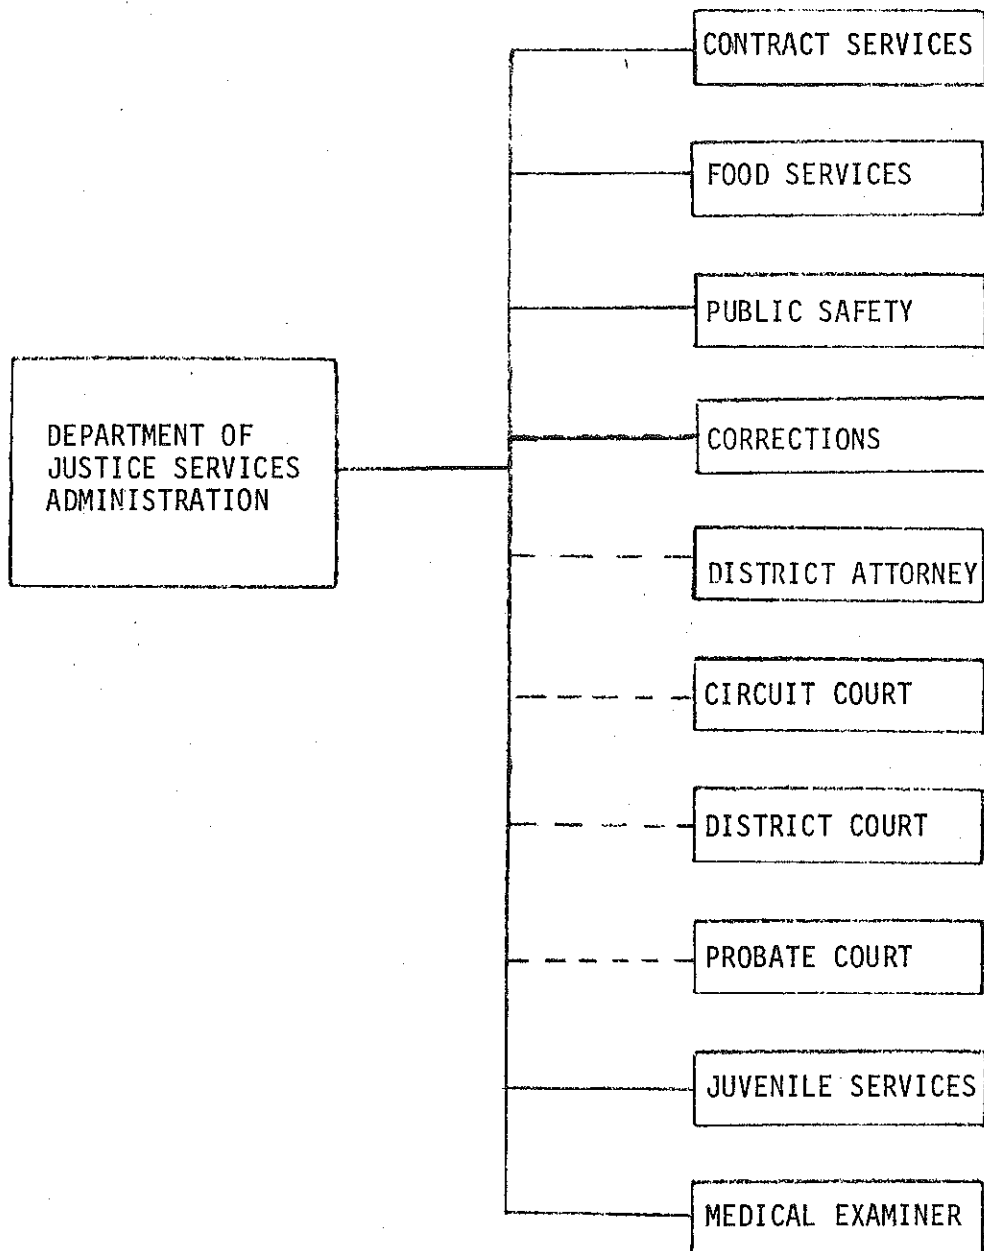 CONTRACT SERVICES
FOOD SERVICES
PUBLIC SAFETY
DEPARTMENT OF
JUSTICE SERVICES
ADMINISTRATION
CORRECTIONS
DISTRICT ATTORNEY
CIRCUIT COURT
DISTRICT COURT
PROBATE COURT
JUVENILE SERVICES
MEDICAL EXAMINER